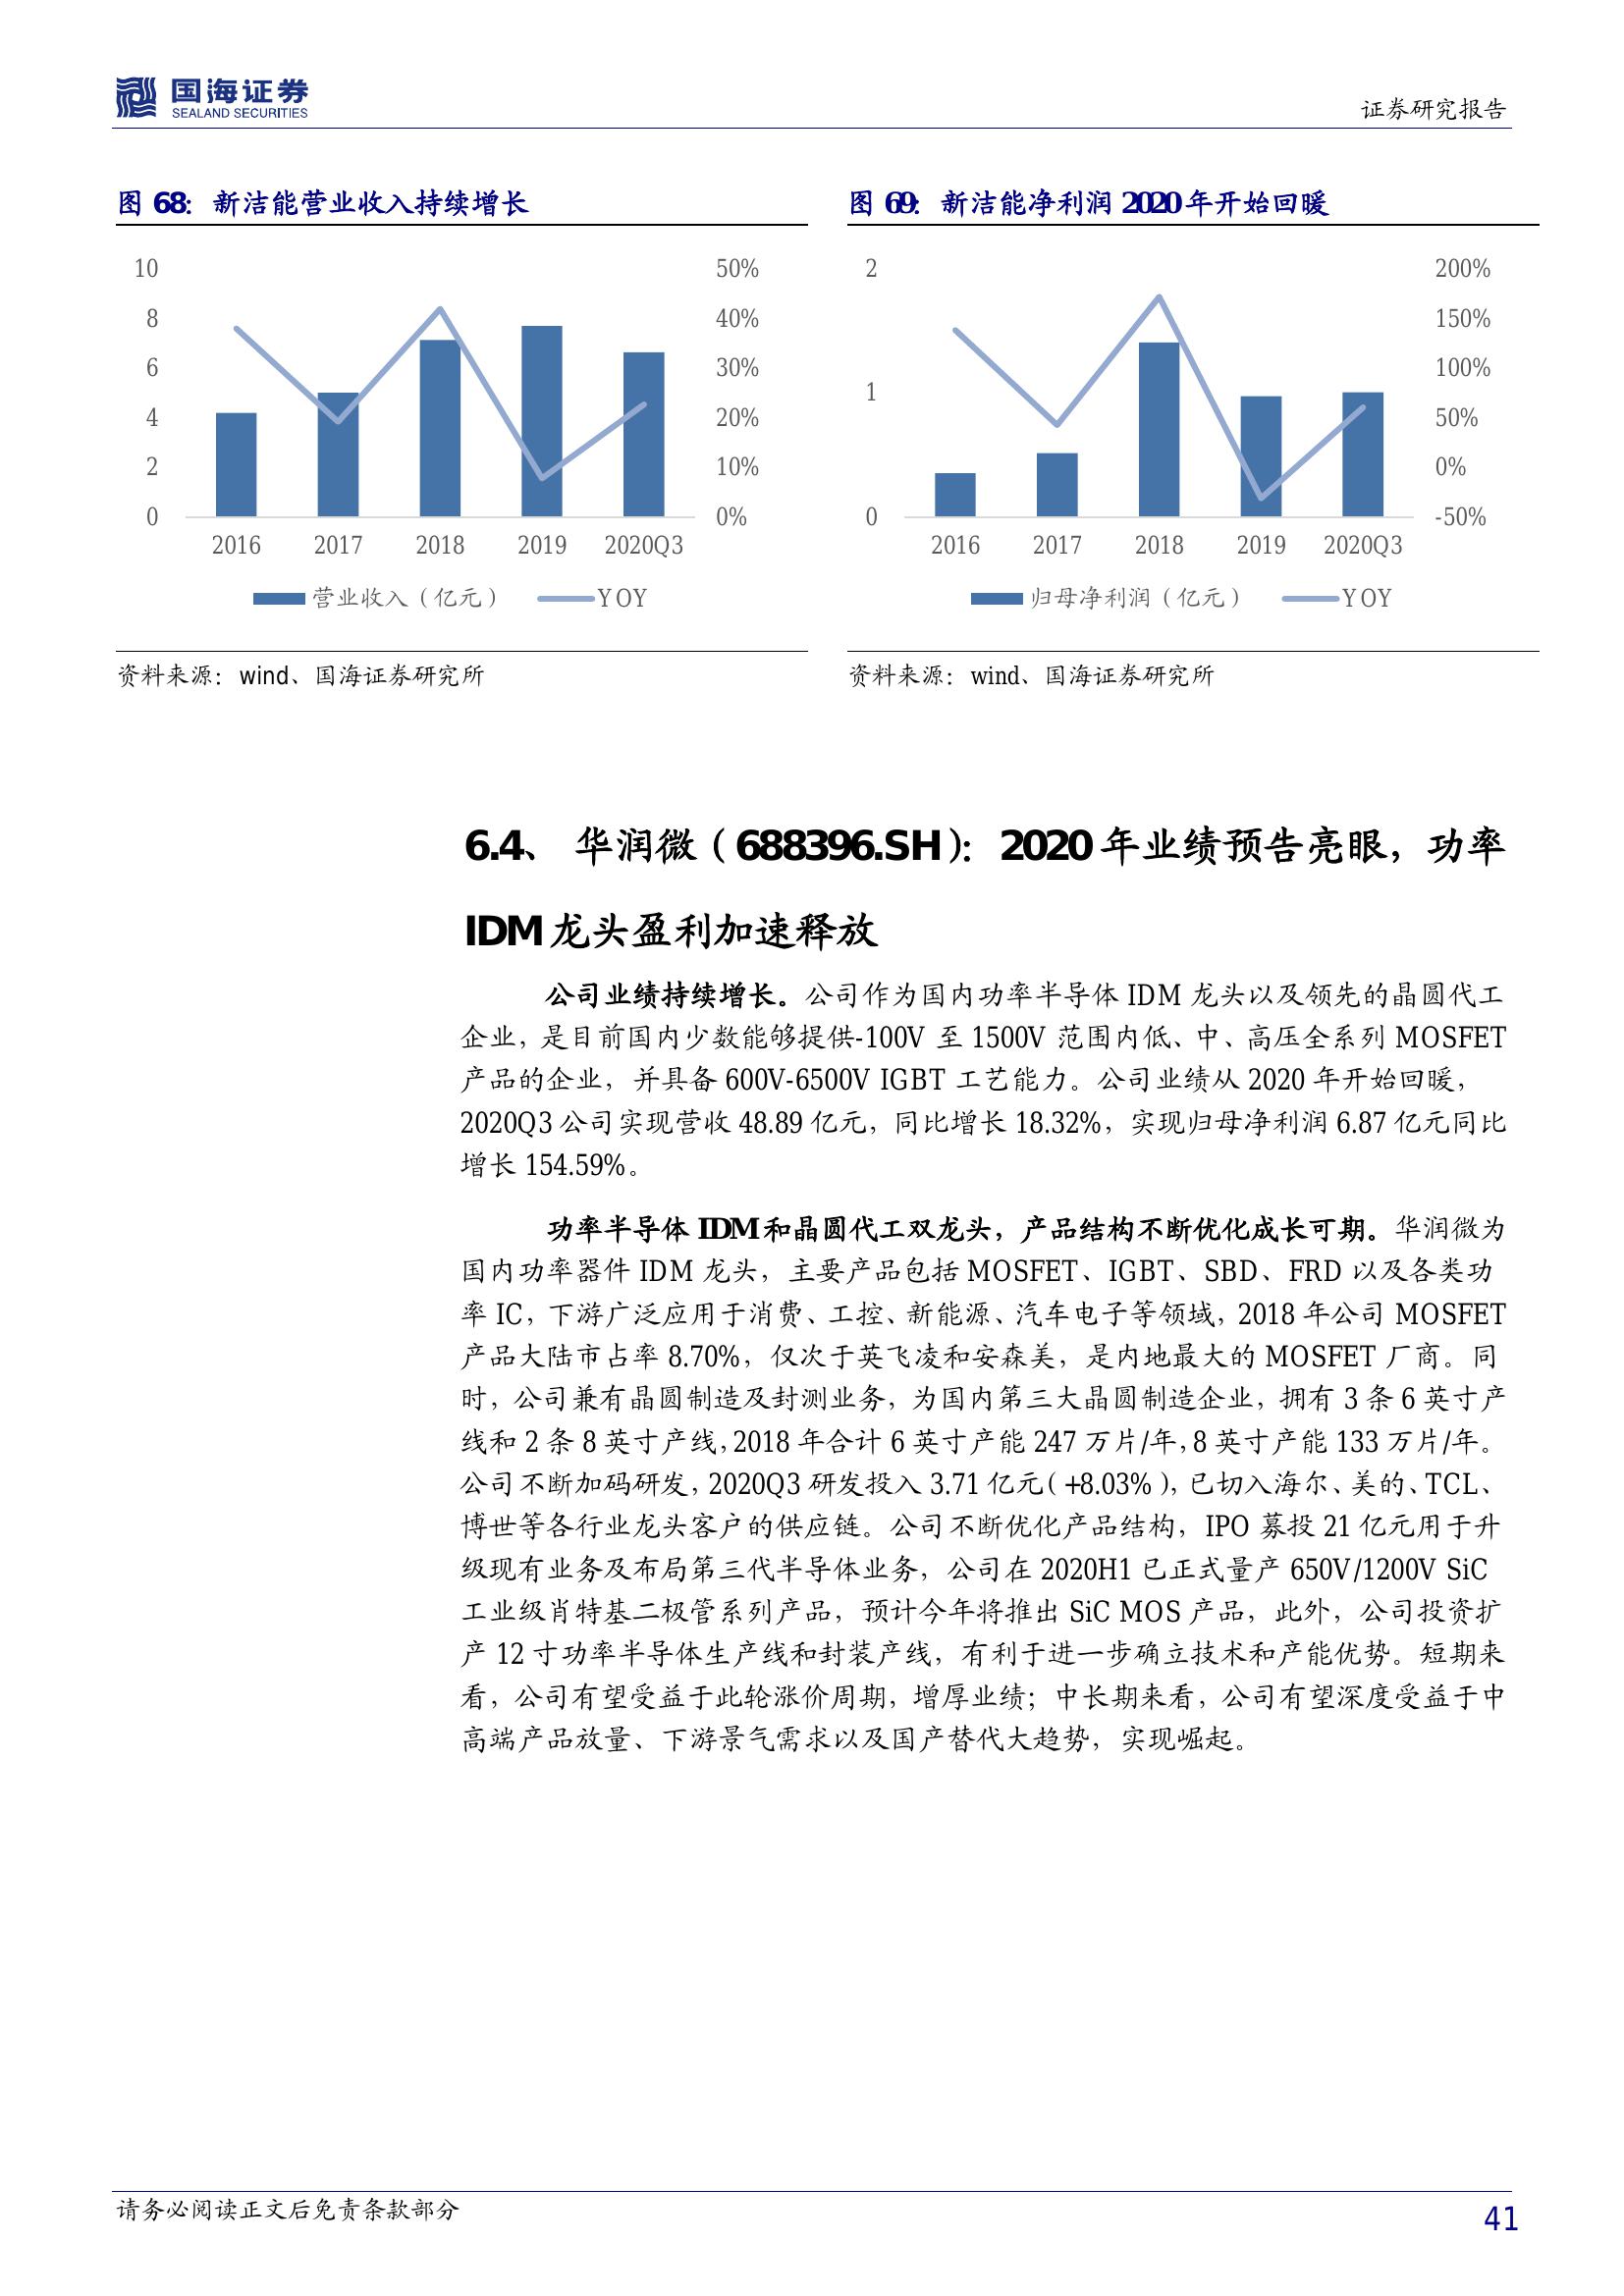 国海证券
SEALAND SECURITIES
证券研究报告
图 68：新洁能营业收入持续增长
10
8
6
4
2
0
50%
40%
30%
20%
10%
0%
2016 2017 2018 2019 2020Q3
营业收入（亿元） YOY
资料来源：wind、国海证券研究所
图 69：新洁能净利润 2020 年开始回暖
2
1
0
200%
150%
100%
50%
0%
-50%
2016 2017 2018 2019 2020Q3
归母净利润（亿元） YOY
资料来源：wind、国海证券研究所
6.4、 华润微（688396.SH）：2020 年业绩预告亮眼，功率
IDM 龙头盈利加速释放
公司业绩持续增长。公司作为国内功率半导体 IDM 龙头以及领先的晶圆代工
企业，是目前国内少数能够提供-100V 至 1500V 范围内低、中、高压全系列 MOSFET
产品的企业，并具备 600V-6500V IGBT 工艺能力。公司业绩从 2020 年开始回暖，
2020Q3 公司实现营收 48.89 亿元，同比增长 18.32%，实现归母净利润 6.87 亿元同比
增长 154.59%。
功率半导体 IDM 和晶圆代工双龙头，产品结构不断优化成长可期。华润微为
国内功率器件 IDM 龙头，主要产品包括 MOSFET、IGBT、SBD、FRD 以及各类功
率 IC，下游广泛应用于消费、工控、新能源、汽车电子等领域，2018 年公司 MOSFET
产品大陆市占率 8.70%，仅次于英飞凌和安森美，是内地最大的 MOSFET 厂商。同
时，公司兼有晶圆制造及封测业务，为国内第三大晶圆制造企业，拥有 3 条 6 英寸产
线和 2 条 8 英寸产线，2018 年合计 6 英寸产能 247 万片/年，8 英寸产能 133 万片/年。
公司不断加码研发，2020Q3 研发投入 3.71 亿元（+8.03%），已切入海尔、美的、TCL、
博世等各行业龙头客户的供应链。公司不断优化产品结构，IPO 募投 21 亿元用于升
级现有业务及布局第三代半导体业务，公司在 2020H1 已正式量产 650V/1200V SiC
工业级肖特基二极管系列产品，预计今年将推出 SiC MOS 产品，此外，公司投资扩
产 12 寸功率半导体生产线和封装产线，有利于进一步确立技术和产能优势。短期来
看，公司有望受益于此轮涨价周期，增厚业绩；中长期来看，公司有望深度受益于中
高端产品放量、下游景气需求以及国产替代大趋势，实现崛起。
请务必阅读正文后免责条款部分
41